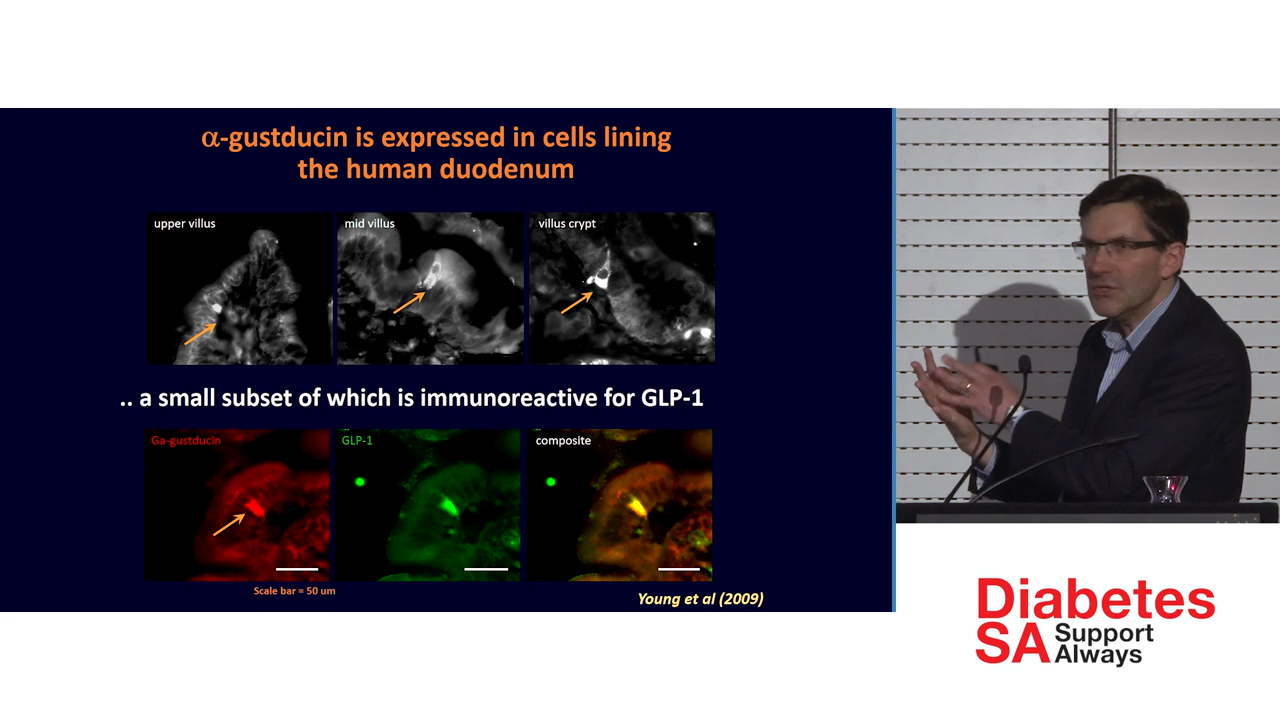 α-gustducin is expressed in cells lining
the human duodenum
upper villus
mid villus
villus crypt
.. a small subset of which is immunoreactive for GLP-1
Ga-gustducin
GLP-1
composite
Scale bar = 50 um
Young et al (2009)
Diabetes
SA Support
Always